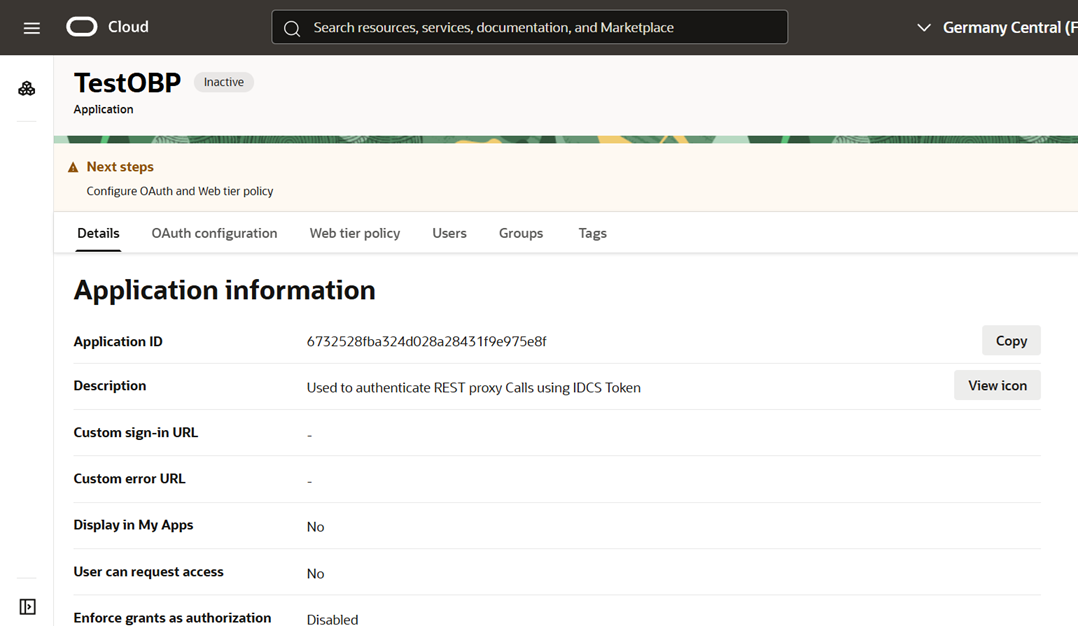 Cloud
Search resources, services, documentation, and Marketplace
Germany Central (F
TestOBP Inactive
Application
Next steps
Configure OAuth and Web tier policy
Details OAuth configuration Web tier policy Users Groups Tags
Application information
Application ID 6732528fba324d028a28431f9e975e8f Copy
Description Used to authenticate REST proxy Calls using IDCS Token View icon
Custom sign-in URL -
Custom error URL -
Display in My Apps No
User can request access No
Enforce grants as authorization Disabled